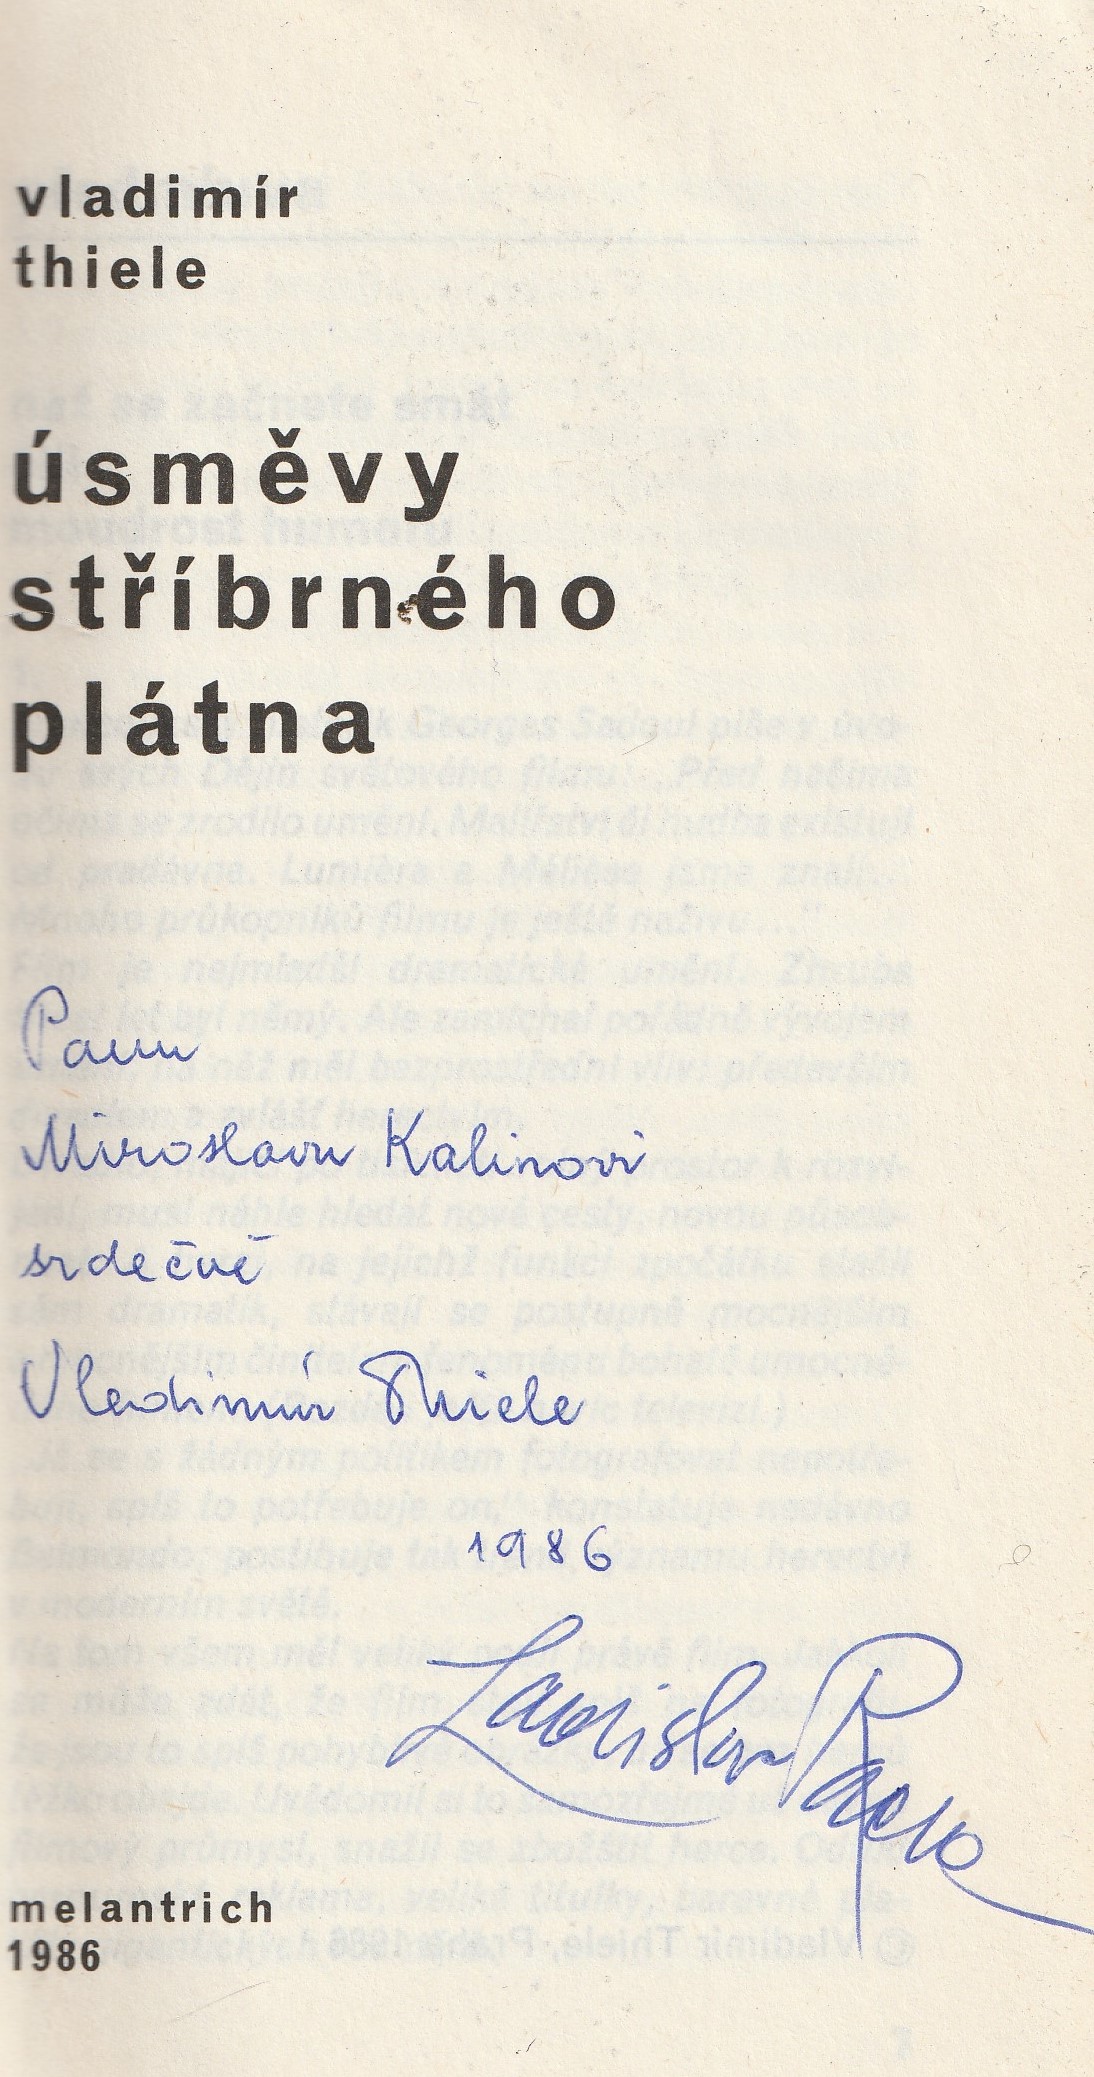 vladimír
thiele
úsměvy
stříbrného
plátna
Panu
Miroslavu Kalinovi
srdečně
Vladimír Thiele
1986
Ladislav
melantrich
1986